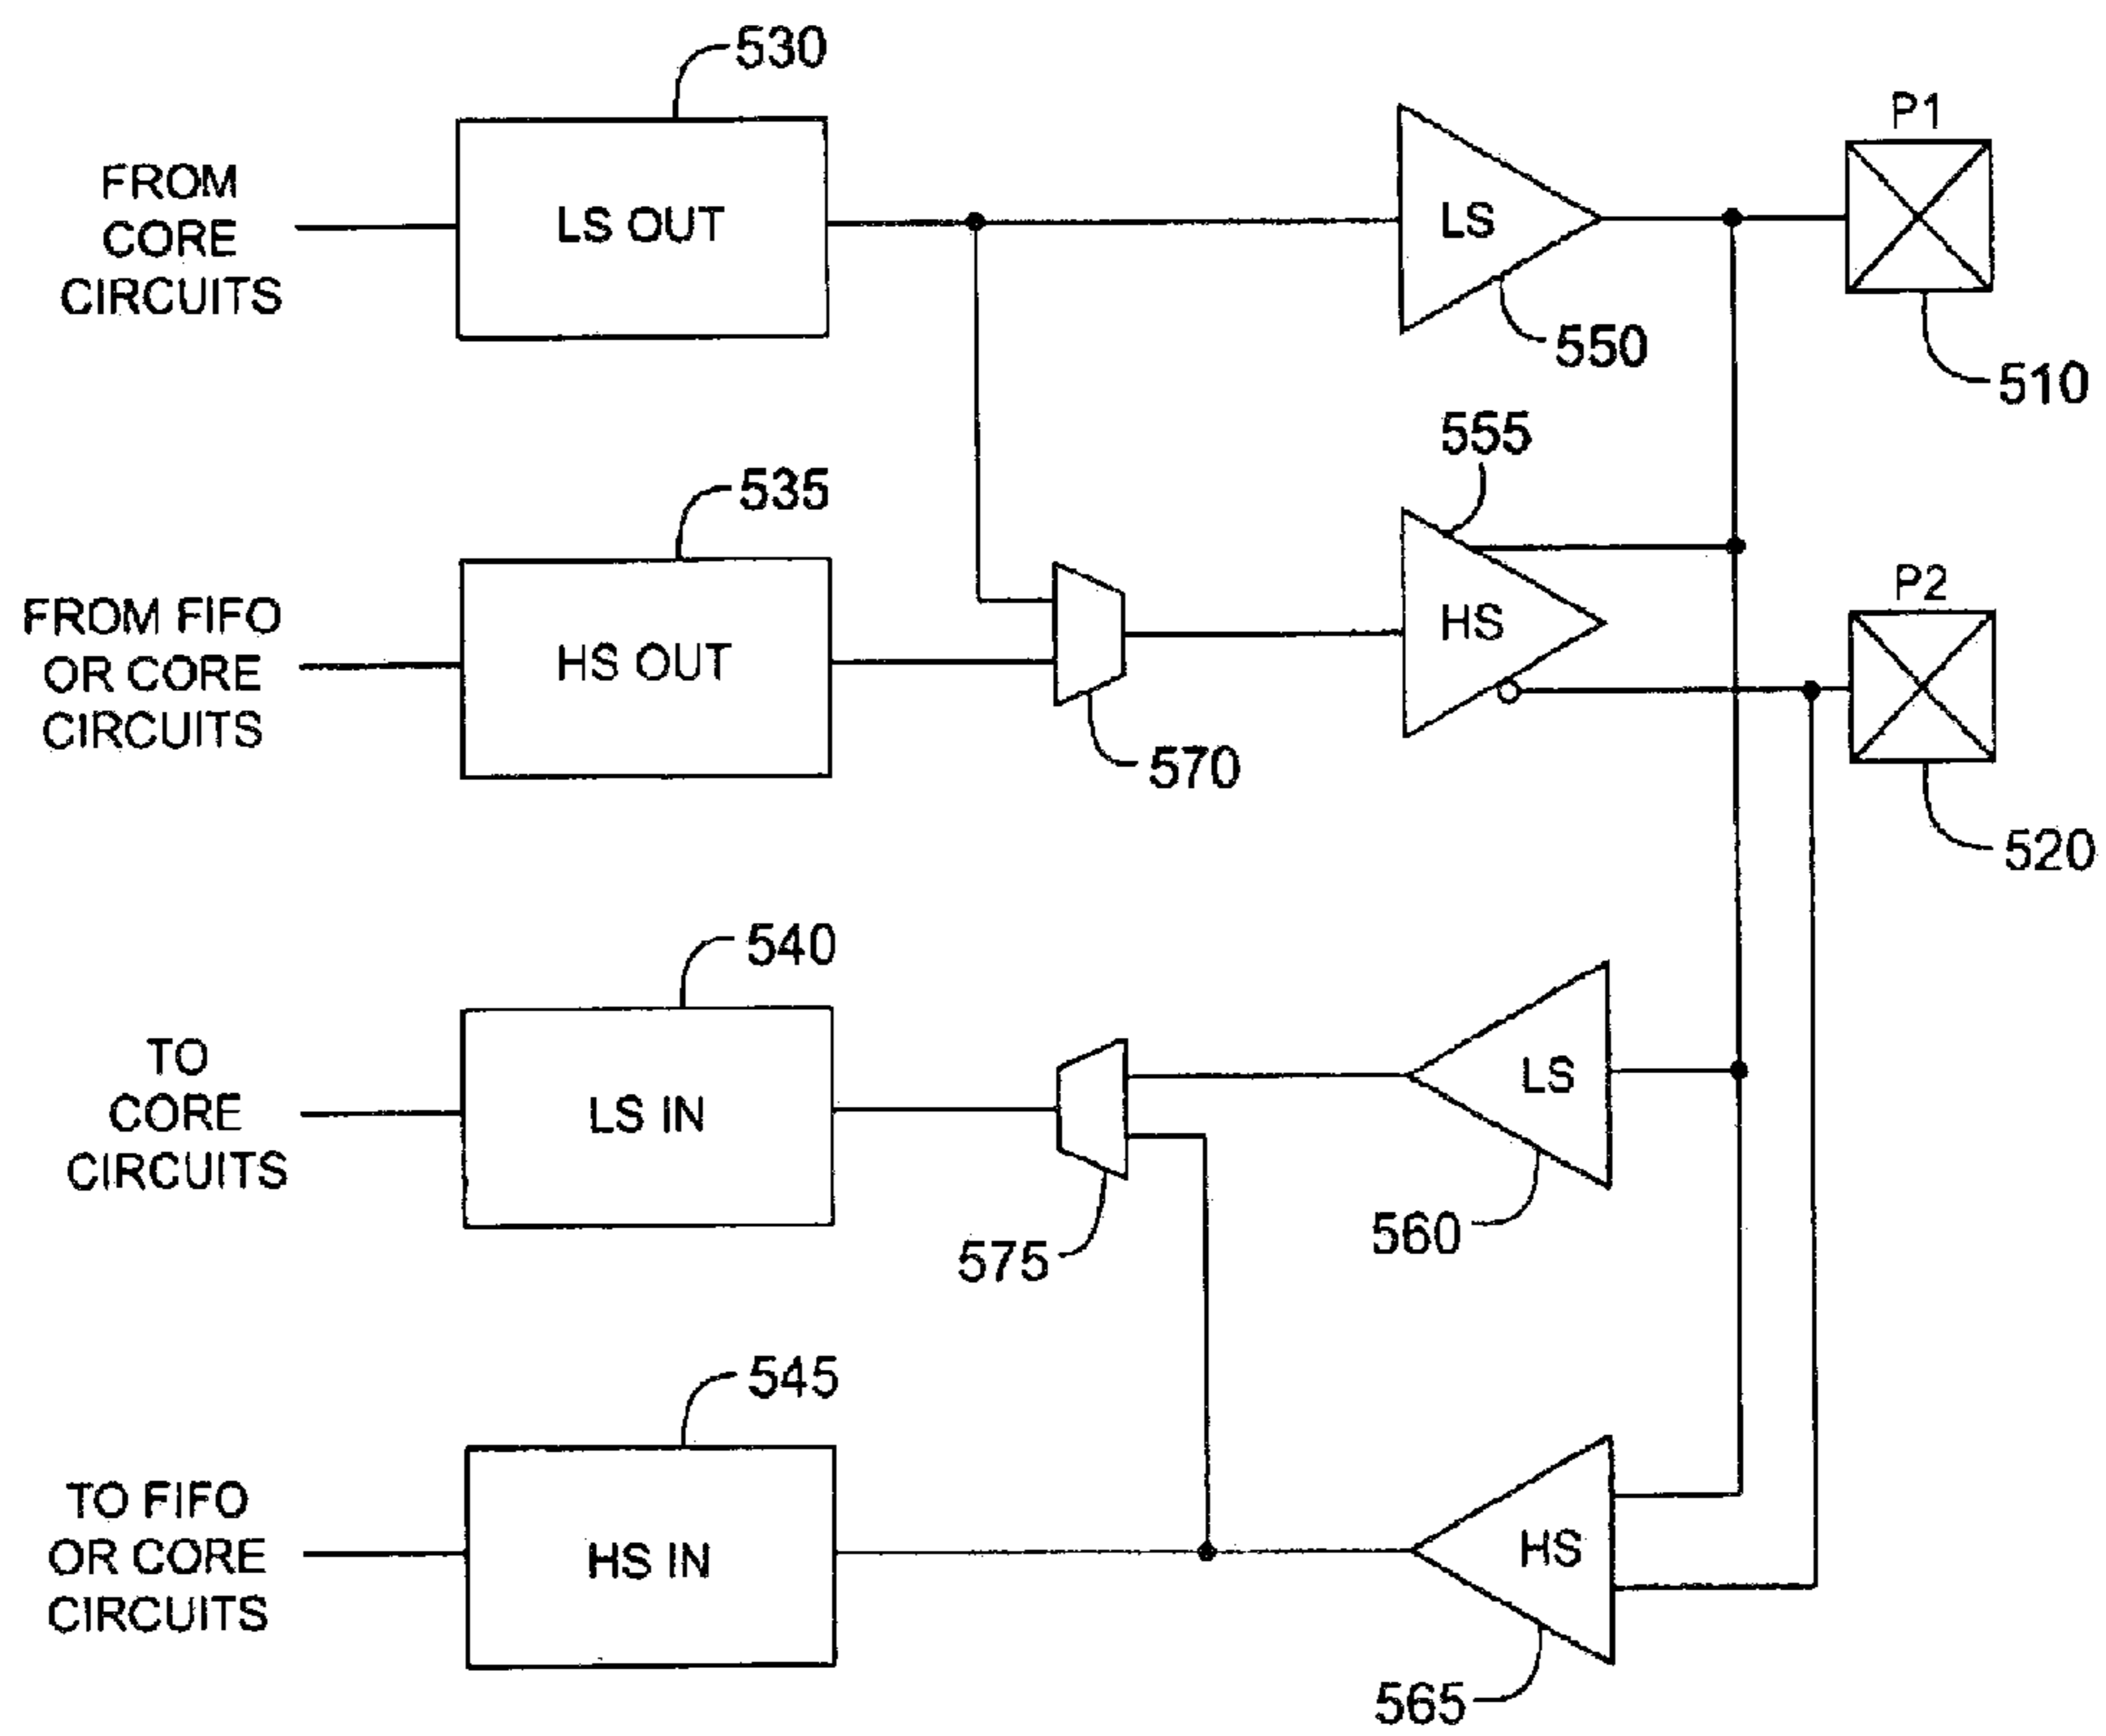 530
P1
FROM
CORE
CIRCUITS
LS OUT
LS
550
510
555
535
P2
FROM FIFO
OR CORE
CIRCUITS
HS OUT
HS
570
520
540
TO
CORE
CIRCUITS
LS IN
LS
575
560
545
TO FIFO
OR CORE
CIRCUITS
HS IN
HS
565